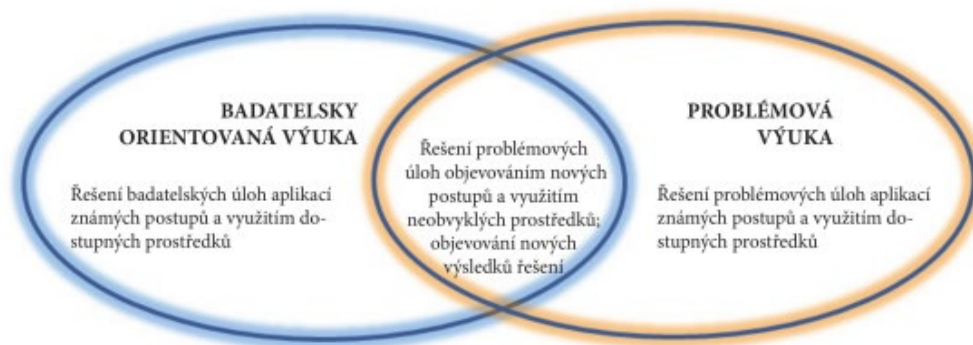 BADATELSKY
ORIENTOVANÁ VÝUKA
Řešení badatelských úloh aplikací
známých postupů a využitím do-
stupných prostředků
Řešení problémových
úloh objevováním nových
postupů a využitím
neobvyklých prostředků;
objevování nových
výsledků řešení
PROBLÉMOVÁ
VÝUKA
Řešení problémových úloh aplikací
známých postupů a využitím do-
stupných prostředků